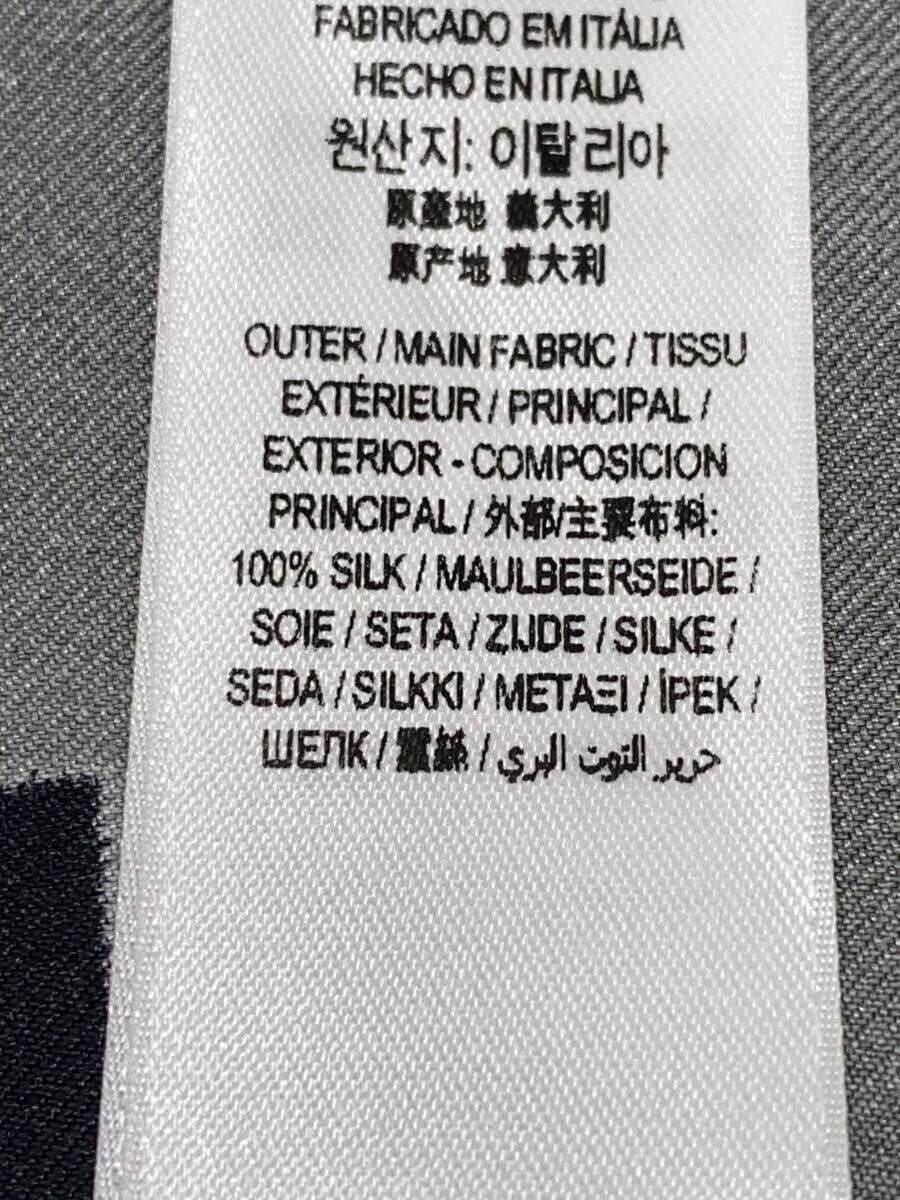 FABRICADO EM ITÁLIA
HECHO EN ITALIA
원산지: 이탈리아
原產地 義大利
原产地 意大利
OUTER / MAIN FABRIC / TISSU
EXTÉRIEUR / PRINCIPAL /
EXTERIOR - COMPOSICION
PRINCIPAL / 外部/主要布料:
100% SILK / MAULBEERSEIDE /
SOIE / SETA / ZIJDE / SILKE /
SEDA / SILKKI / ΜΕΤΑΞΙ / İPEK /
ШЕЛК / 蠶絲 / حرير التوت البري